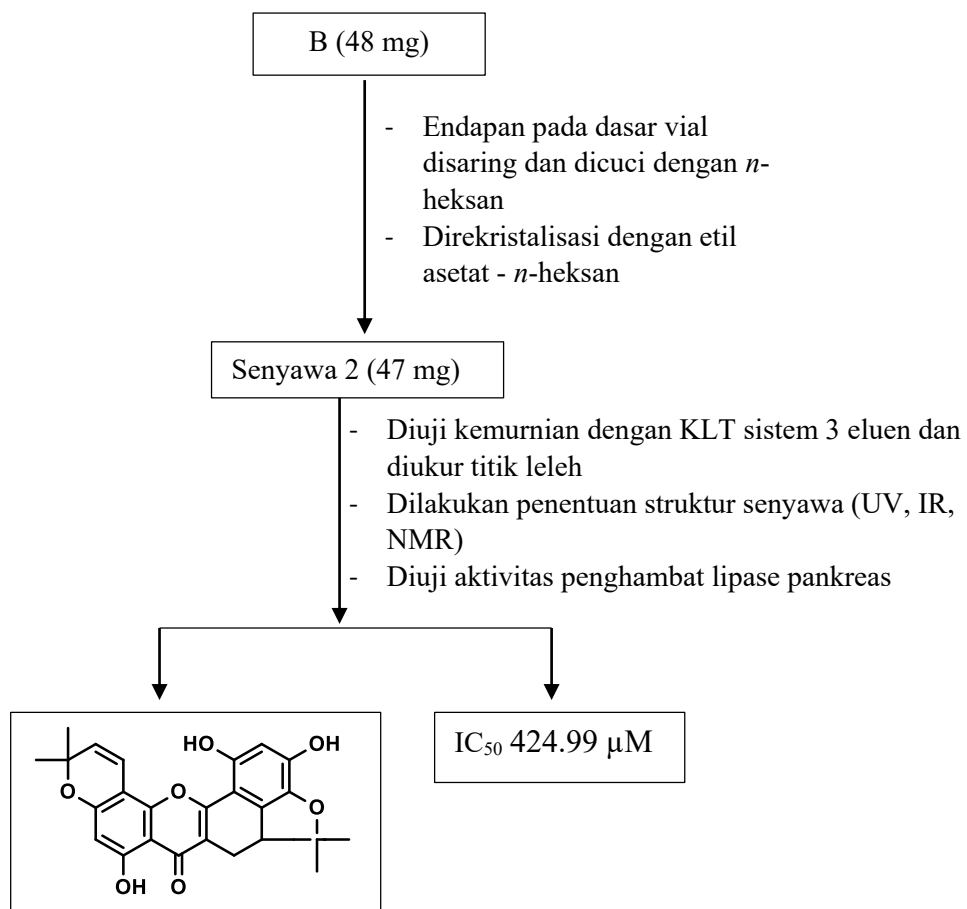 B (48 mg)
- Endapan pada dasar vial
disaring dan dicuci dengan n-
heksan
- Direkristalisasi dengan etil
asetat - n-heksan
Senyawa 2 (47 mg)
- Diuji kemurnian dengan KLT sistem 3 eluen dan
diukur titik leleh
- Dilakukan penentuan struktur senyawa (UV, IR,
NMR)
- Diuji aktivitas penghambat lipase pankreas
HO OH
O O O
OH O
IC₅₀ 424.99 µM